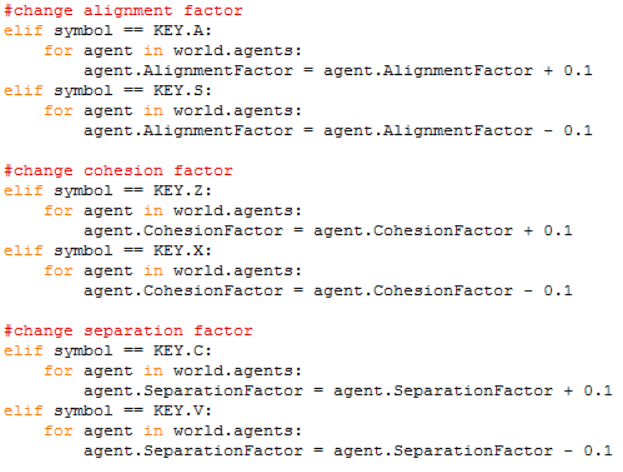 #change alignment factor
elif symbol == KEY.A:
    for agent in world.agents:
        agent.AlignmentFactor = agent.AlignmentFactor + 0.1
elif symbol == KEY.S:
    for agent in world.agents:
        agent.AlignmentFactor = agent.AlignmentFactor - 0.1

#change cohesion factor
elif symbol == KEY.Z:
    for agent in world.agents:
        agent.CohesionFactor = agent.CohesionFactor + 0.1
elif symbol == KEY.X:
    for agent in world.agents:
        agent.CohesionFactor = agent.CohesionFactor - 0.1

#change separation factor
elif symbol == KEY.C:
    for agent in world.agents:
        agent.SeparationFactor = agent.SeparationFactor + 0.1
elif symbol == KEY.V:
    for agent in world.agents:
        agent.SeparationFactor = agent.SeparationFactor - 0.1